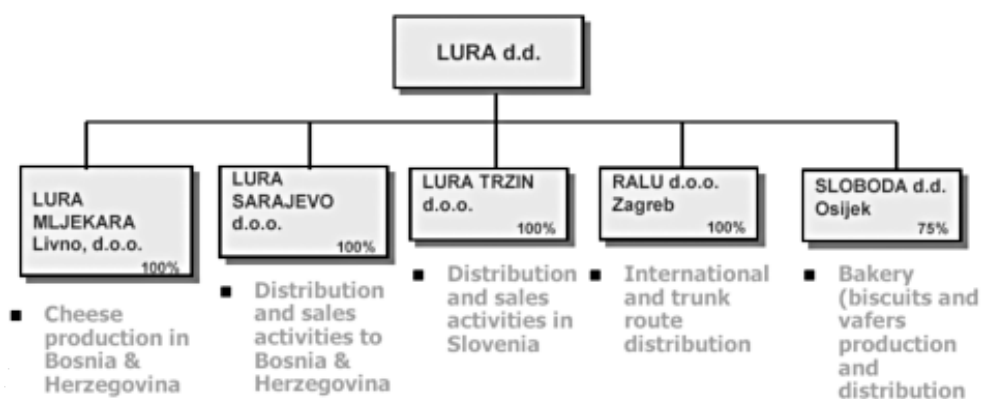 LURA d.d.
LURA
MLJEKARA
Livno, d.o.o.
100%
LURA
SARAJEVO
d.o.o.
100%
LURA TRZIN
d.o.o.
100%
RALU d.o.o.
Zagreb
100%
SLOBODA d.d.
Osijek
75%
■ Cheese
production in
Bosnia &
Herzegovina
■ Distribution
and sales
activities to
Bosnia &
Herzegovina
■ Distribution
and sales
activities in
Slovenia
■ International
and trunk
route
distribution
■ Bakery
(biscuits and
vafers
production
and
distribution